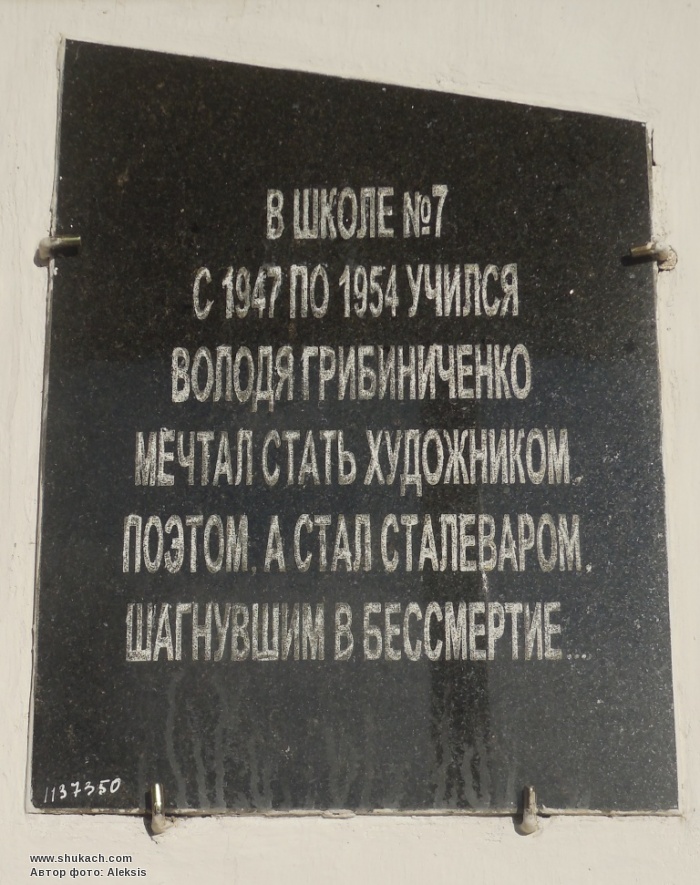 В ШКОЛЕ №7
С 1947 ПО 1954 УЧИЛСЯ
ВОЛОДЯ ГРИБИНИЧЕНКО
МЕЧТАЛ СТАТЬ ХУДОЖНИКОМ,
ПОЭТОМ, А СТАЛ СТАЛЕВАРОМ,
ШАГНУВШИМ В БЕССМЕРТИЕ...
1137350
www.shukach.com
Автор фото: Aleksis